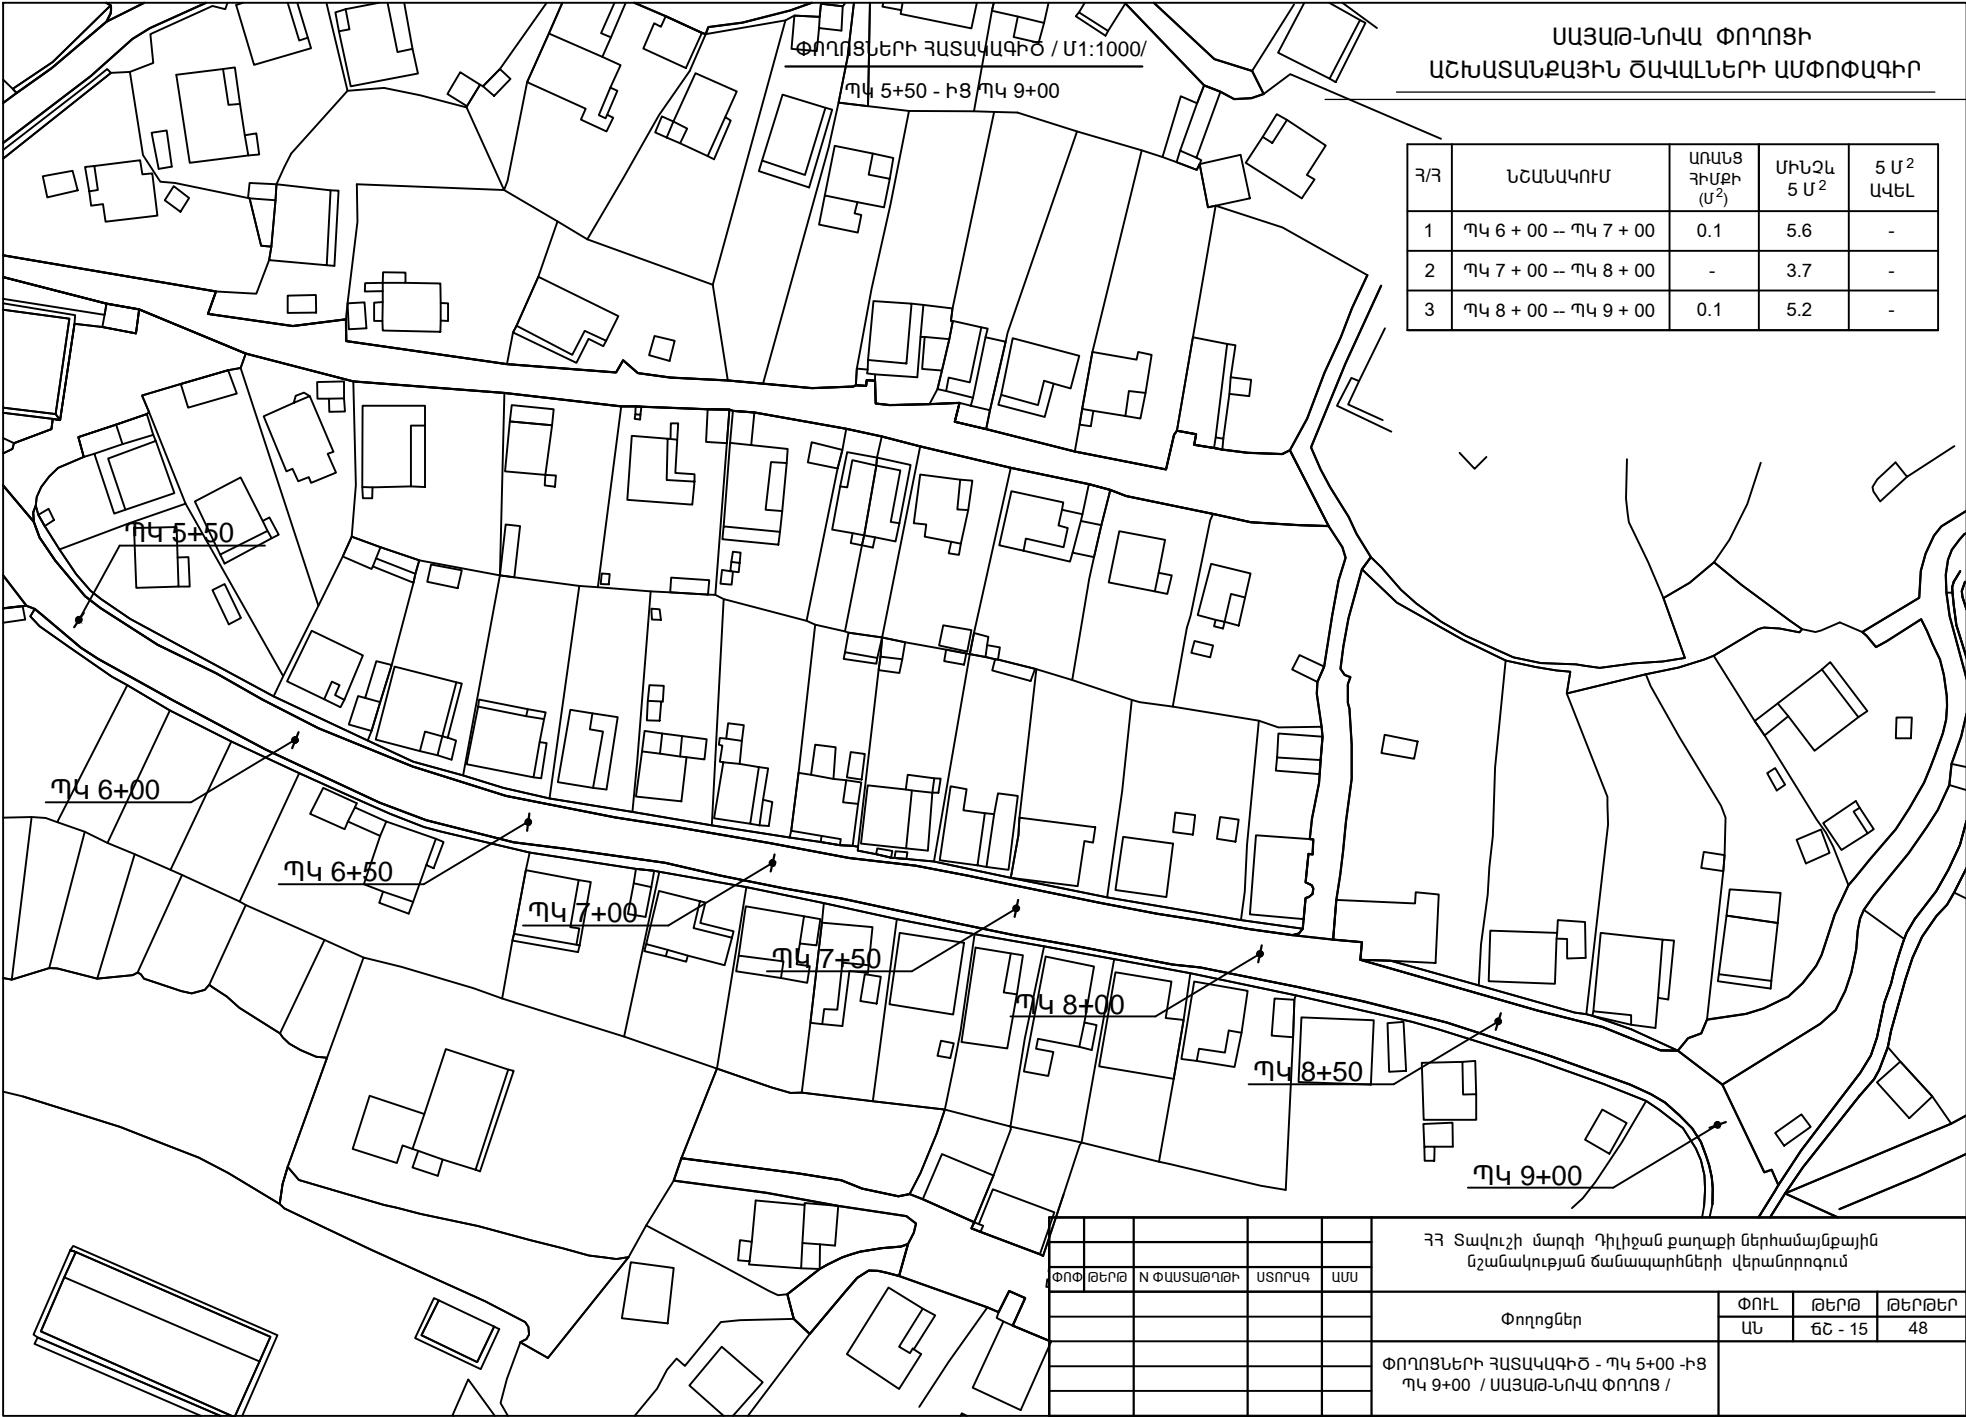 ՓՈՂՈՑՆԵՐԻ ՀԱՏԱԿԱԳԻԾ / Մ1:1000/
ՊԿ 5+50 - ԻՑ ՊԿ 9+00
ՍԱՅԱԹ-ՆՈՎԱ ՓՈՂՈՑԻ
ԱՇԽԱՏԱՆՔԱՅԻՆ ԾԱՎԱԼՆԵՐԻ ԱՄՓՈՓԱԳԻՐ
Հ/Հ ՆՇԱՆԱԿՈՒՄ ԱՌԱՆՑ ՀԻՄՔԻ (Մ²) ՄԻՆՉև 5 Մ² 5 Մ² ԱՎԵԼ
1 ՊԿ 6 + 00 -- ՊԿ 7 + 00 0.1 5.6 -
2 ՊԿ 7 + 00 -- ՊԿ 8 + 00 - 3.7 -
3 ՊԿ 8 + 00 -- ՊԿ 9 + 00 0.1 5.2 -
ՊԿ 5+50
ՊԿ 6+00
ՊԿ 6+50
ՊԿ 7+00
ՊԿ 7+50
ՊԿ 8+00
ՊԿ 8+50
ՊԿ 9+00
ՀՀ Տավուշի մարզի Դիլիջան քաղաքի ներհամայնքային
նշանակության ճանապարհների վերանորոգում
ՓՈՓ ԹԵՐԹ N ՓԱՍՏԱԹՂԹԻ ՍՏՈՐԱԳ ԱՄՍ
Փողոցներ
ՓՈՒԼ ԹԵՐԹ ԹԵՐԹԵՐ
ԱՆ ՃՇ - 15 48
ՓՈՂՈՑՆԵՐԻ ՀԱՏԱԿԱԳԻԾ - ՊԿ 5+00 -ԻՑ
ՊԿ 9+00 / ՍԱՅԱԹ-ՆՈՎԱ ՓՈՂՈՑ /